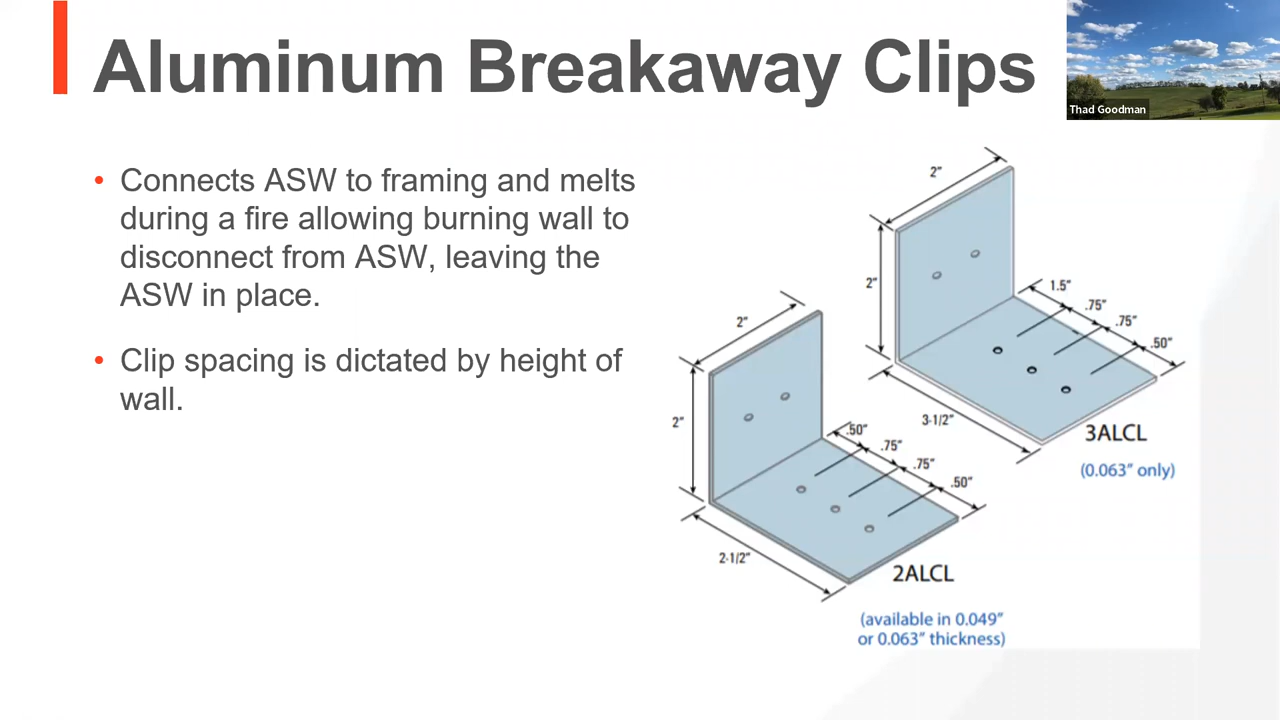 Aluminum Breakaway Clips
Thad Goodman
• Connects ASW to framing and melts
during a fire allowing burning wall to
disconnect from ASW, leaving the
ASW in place.
• Clip spacing is dictated by height of
wall.
2"
2"
1.5"
.75"
.75"
.50"
3-1/2"
3ALCL
(0.063" only)
2"
2"
.50"
.75"
.75"
.50"
2-1/2"
2ALCL
(available in 0.049"
or 0.063" thickness)